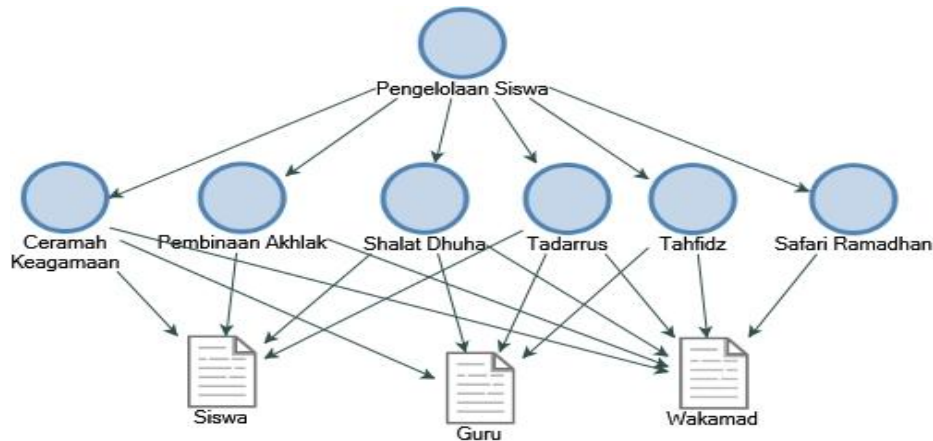 Pengelolaan Siswa
Ceramah
Keagamaan
Pembinaan Akhlak
Shalat Dhuha
Tadarrus
Tahfidz
Safari Ramadhan
Siswa
Guru
Wakamad